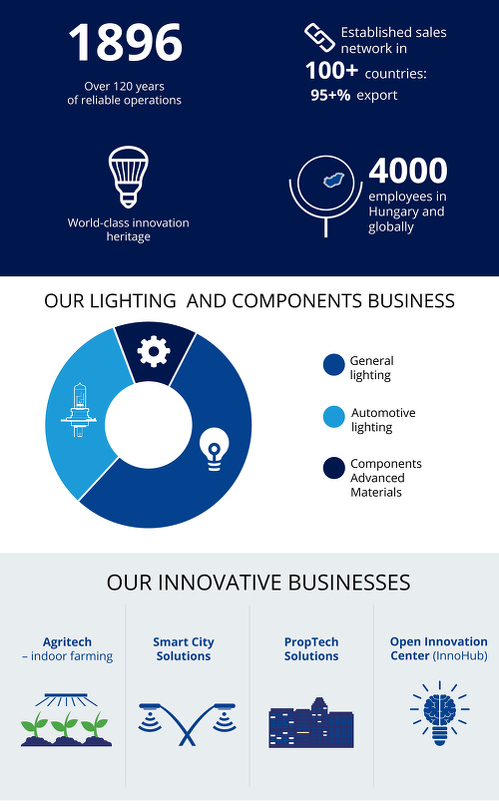 1896
Over 120 years
of reliable operations
Established sales
network in
100+ countries:
95+% export
World-class innovation
heritage
4000
employees in
Hungary and
globally
OUR LIGHTING AND COMPONENTS BUSINESS
General
lighting
Automotive
lighting
Components
Advanced
Materials
OUR INNOVATIVE BUSINESSES
Agritech
– indoor farming
Smart City
Solutions
PropTech
Solutions
Open Innovation
Center (InnoHub)